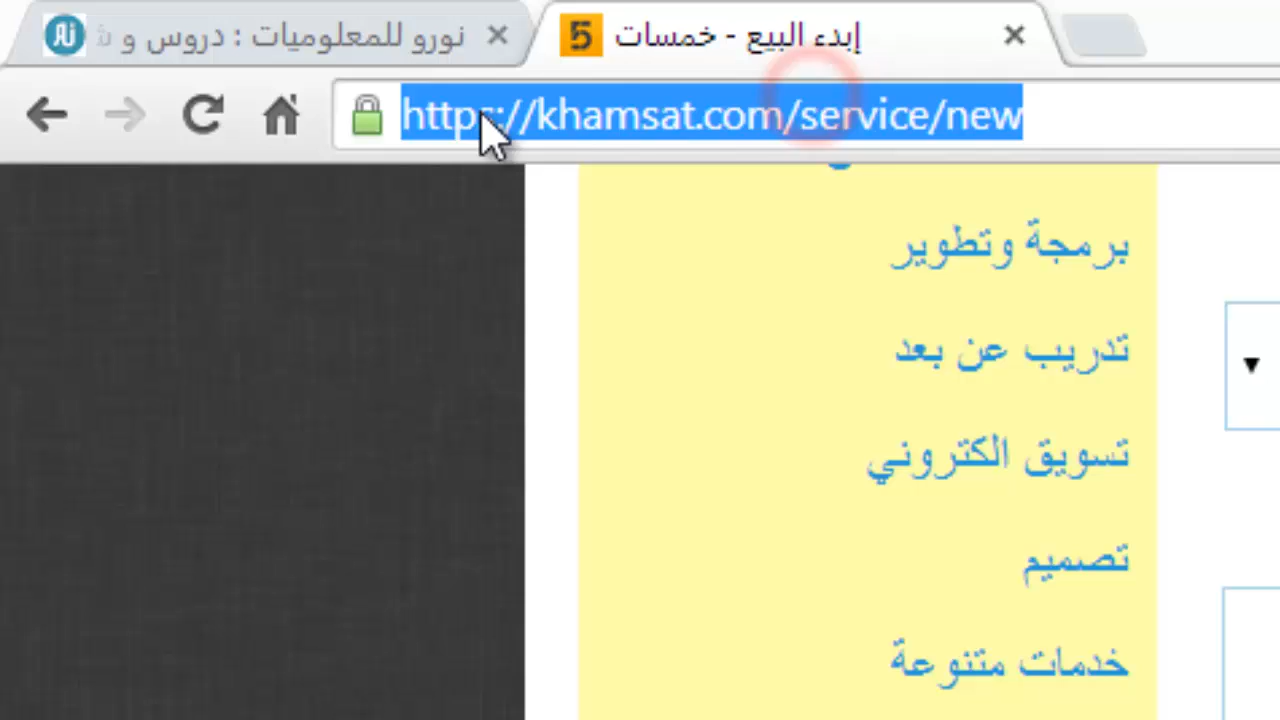 نورو للمعلوميات : دروس و
5 إبدء البيع - خمسات
https://khamsat.com/service/new
برمجة وتطوير
تدريب عن بعد
تسويق الكتروني
تصميم
خدمات متنوعة